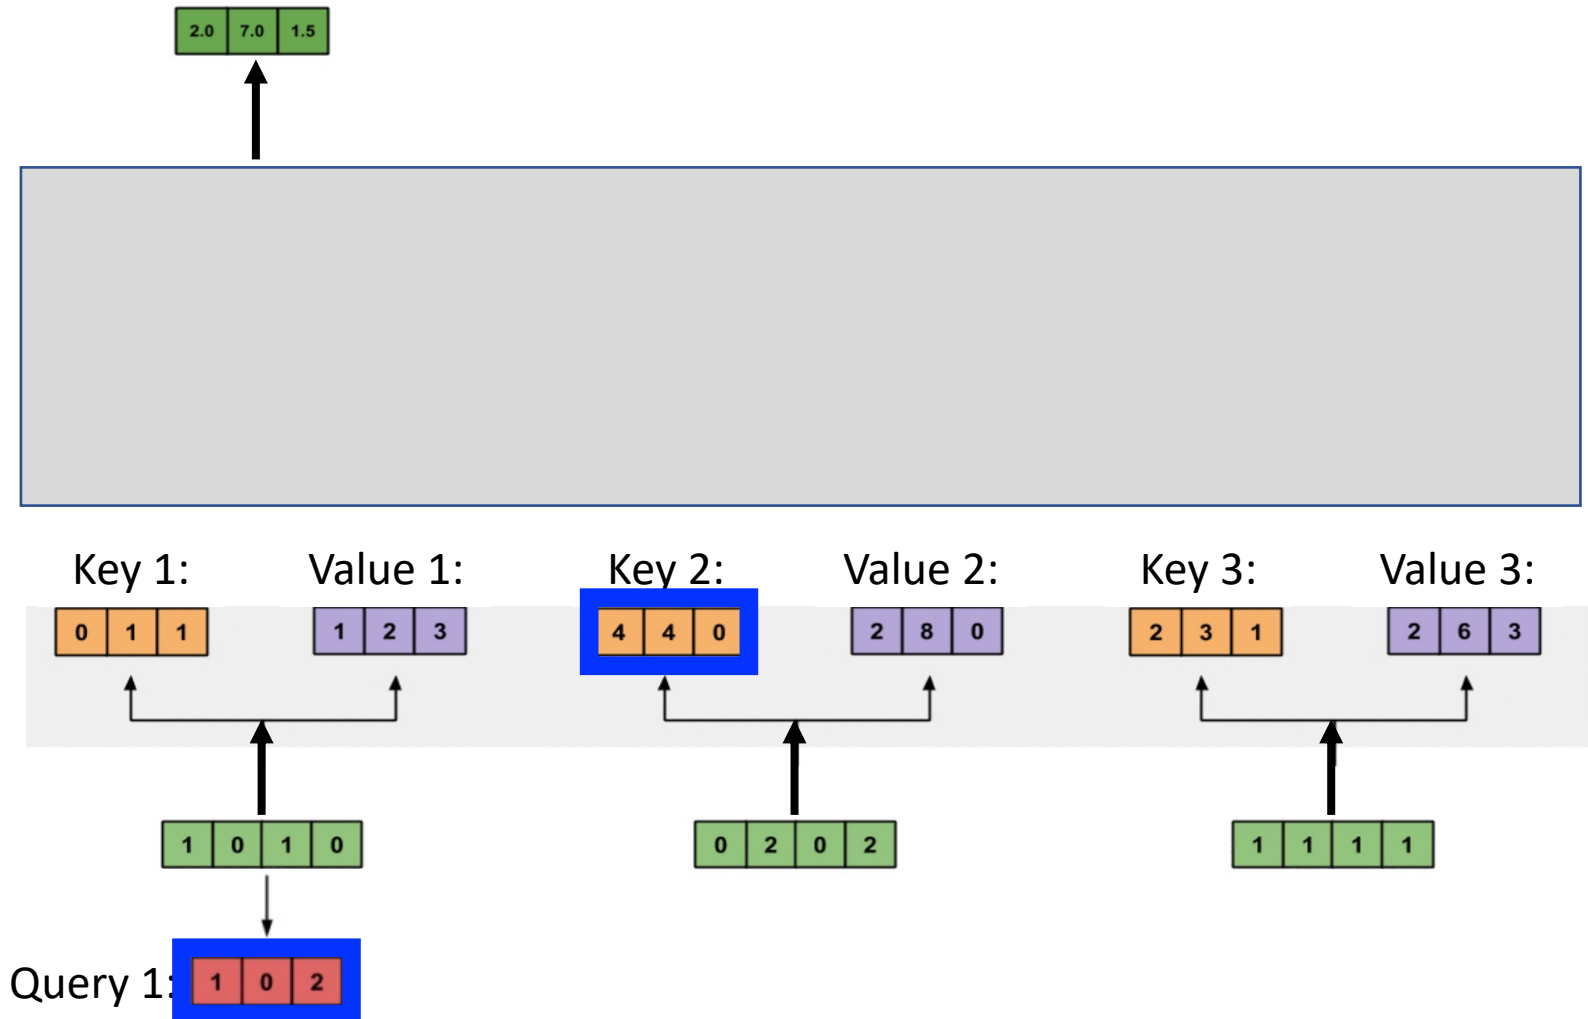 2.0 7.0 1.5
Key 1: Value 1: Key 2: Value 2: Key 3: Value 3:
0 1 1 1 2 3 4 4 0 2 8 0 2 3 1 2 6 3
1 0 1 0 0 2 0 2 1 1 1 1
Query 1: 1 0 2